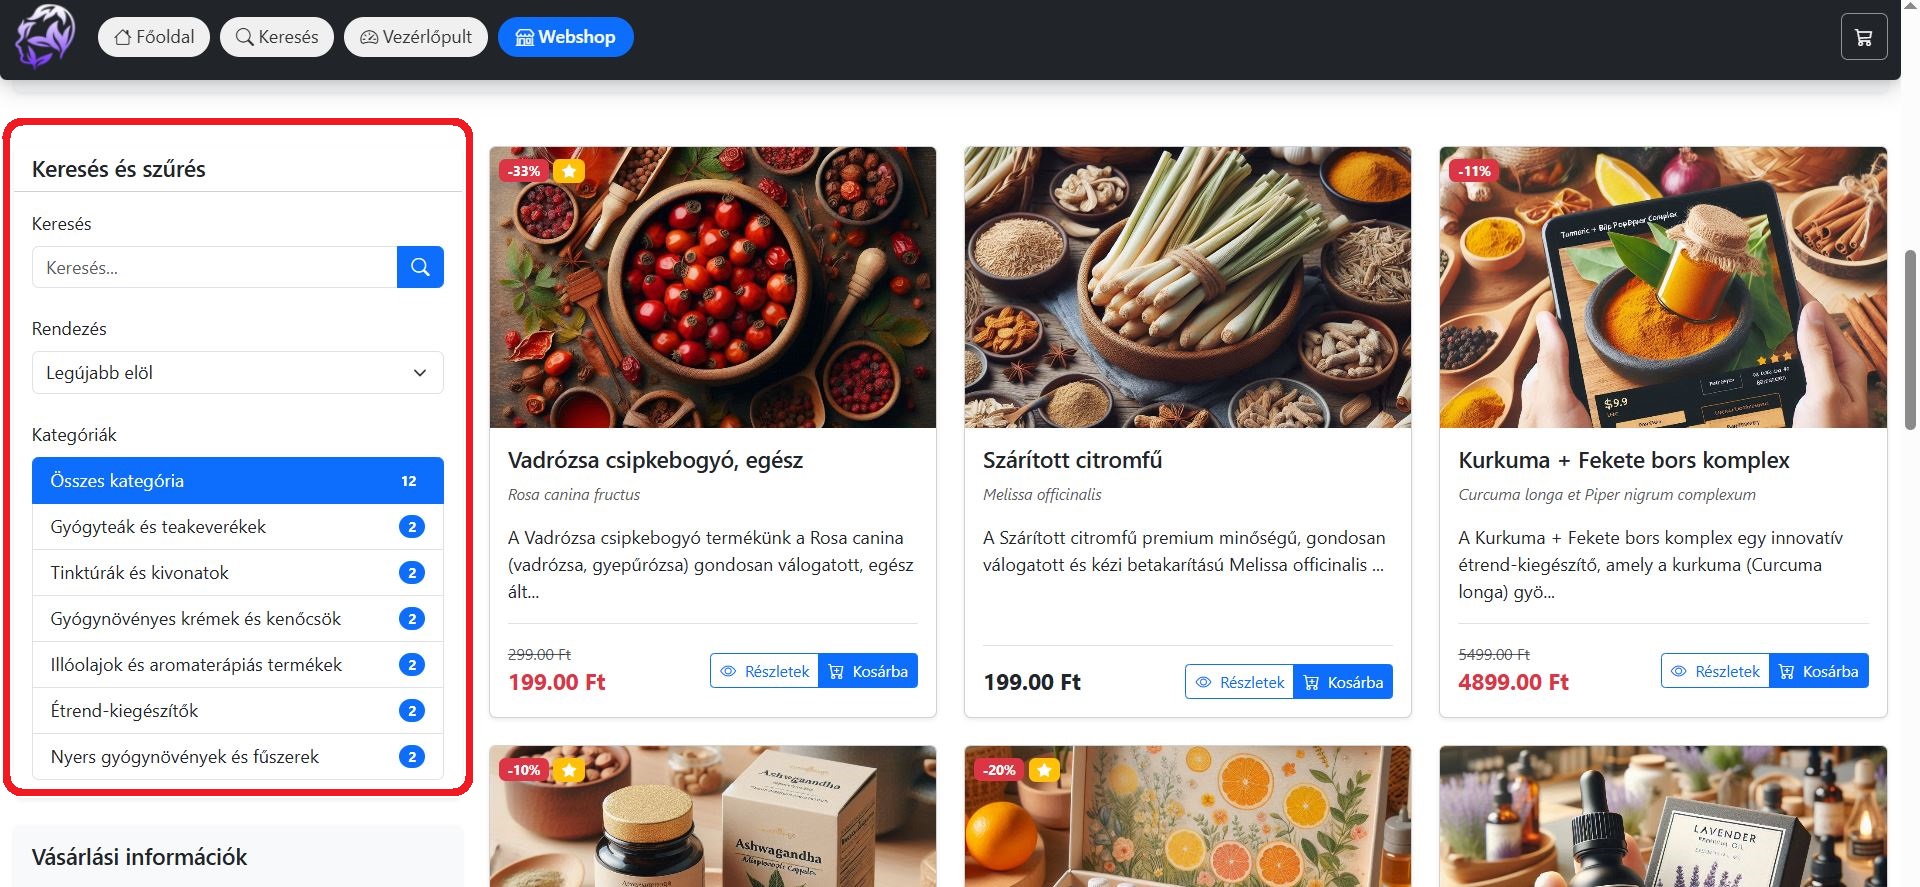 Főoldal
Keresés
Vezérlőpult
Webshop
Keresés és szűrés
Keresés
Keresés...
Rendezés
Legújabb elöl
Kategóriák
Összes kategória 12
Gyógyteák és teakeverékek 2
Tinktúrák és kivonatok 2
Gyógynövényes krémek és kenőcsök 2
Illóolajok és aromaterápiás termékek 2
Étrend-kiegészítők 2
Nyers gyógynövények és fűszerek 2
Vásárlási információk
-33%
Vadrózsa csipkebogyó, egész
Rosa canina fructus
A Vadrózsa csipkebogyó termékünk a Rosa canina
(vadrózsa, gyepűrózsa) gondosan válogatott, egész
ált...
299.00 Ft
199.00 Ft
Részletek
Kosárba
Szárított citromfű
Melissa officinalis
A Szárított citromfű premium minőségű, gondosan
válogatott és kézi betakarítású Melissa officinalis ...
199.00 Ft
Részletek
Kosárba
-11%
$9.9
Kurkuma + Fekete bors komplex
Curcuma longa et Piper nigrum complexum
A Kurkuma + Fekete bors komplex egy innovatív
étrend-kiegészítő, amely a kurkuma (Curcuma
longa) gyö...
5499.00 Ft
4899.00 Ft
Részletek
Kosárba
-10%
Ashwagandha
Ashwagandha
-20%
LAVENDER
PREMIUM OIL